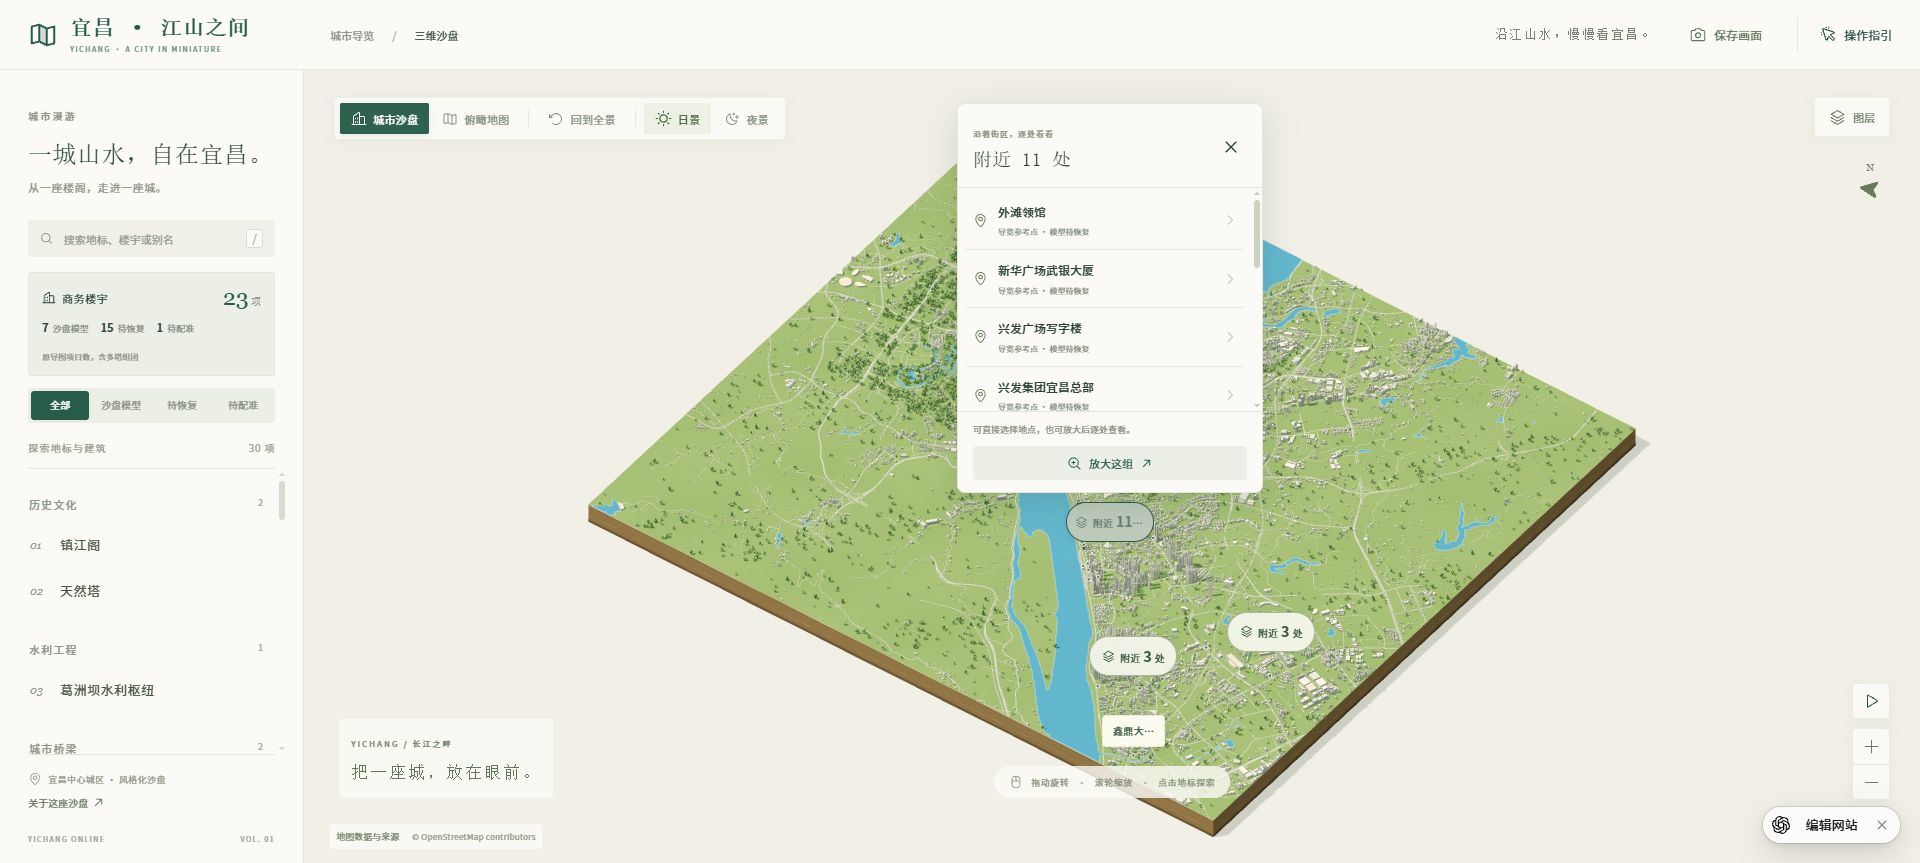 宜昌 • 江山之间
YICHANG • A CITY IN MINIATURE
城市导览 / 三维沙盘
沿江山水，慢慢看宜昌。
保存画面
操作指引
城市漫游
一城山水，自在宜昌。
从一座楼阁，走进一座城。
搜索地标、楼宇或别名
/
商务楼宇
23 项
7 沙盘模型 15 待恢复 1 待配准
原导图项目数，含多塔组团
全部 沙盘模型 待恢复 待配准
探索地标与建筑 30 项
历史文化 2
01 镇江阁
02 天然塔
水利工程 1
03 葛洲坝水利枢纽
城市桥梁 2
宜昌中心城区 • 风格化沙盘
关于这座沙盘
YICHANG ONLINE VOL. 01
城市沙盘 俯瞰地图 回到全景 日景 夜景
图层
N
沿着街区，逐处看看
附近 11 处
外滩领馆
导览参考点 • 模型待恢复
新华广场武银大厦
导览参考点 • 模型待恢复
兴发广场写字楼
导览参考点 • 模型待恢复
兴发集团宜昌总部
导览参考点 • 模型待恢复
可直接选择地点，也可放大后逐处查看。
放大这组
附近 11…
附近 3 处
附近 3 处
鑫鼎大…
YICHANG / 长江之畔
把一座城，放在眼前。
拖动旋转 · 滚轮缩放 · 点击地标探索
地图数据与来源 © OpenStreetMap contributors
编辑网站